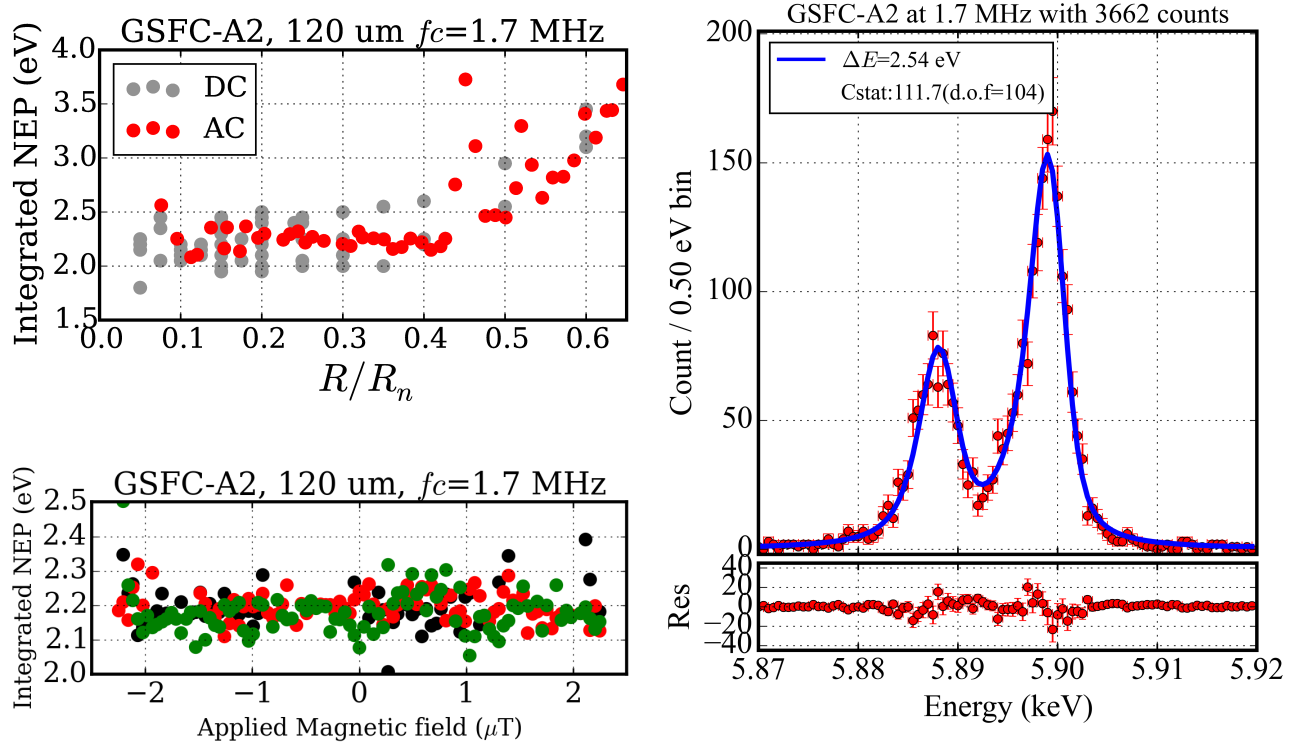 GSFC-A2, 120 um fc=1.7 MHz
Integrated NEP (eV)
4.0
3.5
3.0
2.5
2.0
1.5
DC
AC
0.0 0.1 0.2 0.3 0.4 0.5 0.6
R/Rn
GSFC-A2, 120 um, fc=1.7 MHz
Integrated NEP (eV)
2.5
2.4
2.3
2.2
2.1
2.0
−2 −1 0 1 2
Applied Magnetic field (μT)
GSFC-A2 at 1.7 MHz with 3662 counts
Count / 0.50 eV bin
200
150
100
50
0
ΔE=2.54 eV
Cstat:111.7(d.o.f=104)
Res
40
20
0
−20
−40
5.87 5.88 5.89 5.90 5.91 5.92
Energy (keV)